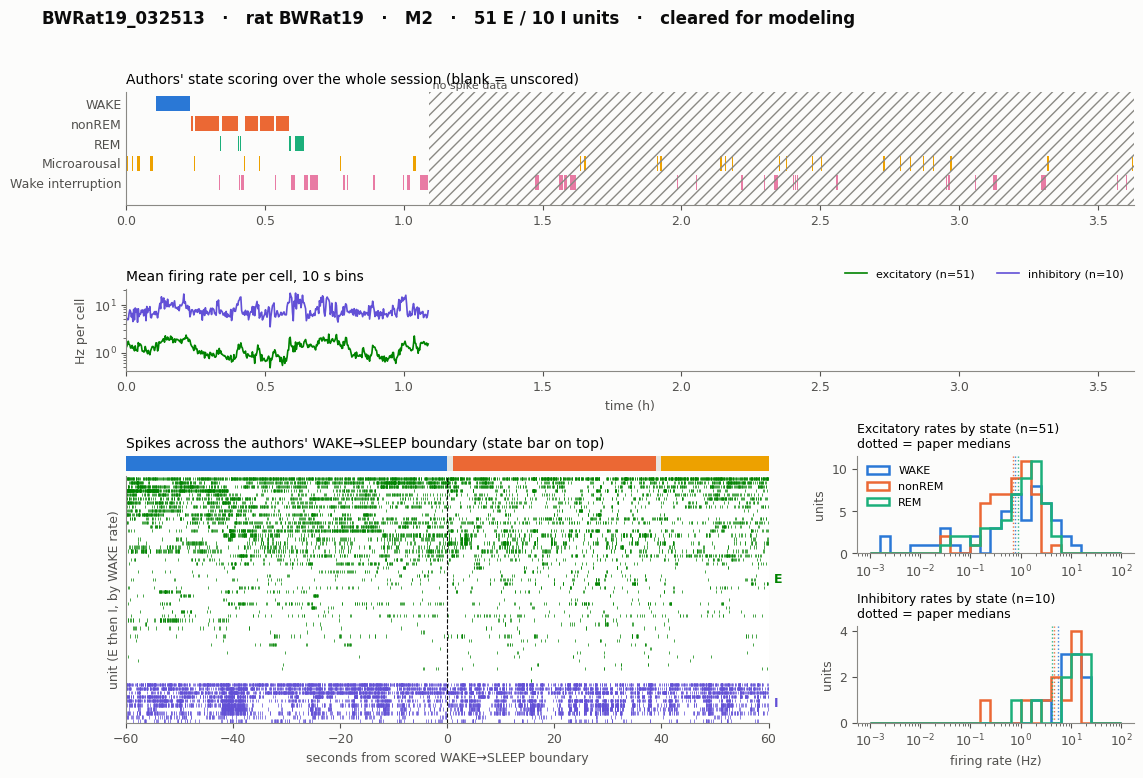 BWRat19_032513 · rat BWRat19 · M2 · 51 E / 10 I units · cleared for modeling
Authors' state scoring over the whole session (blank = unscored)
no spike data
WAKE
nonREM
REM
Microarousal
Wake interruption
0.0 0.5 1.0 1.5 2.0 2.5 3.0 3.5
Mean firing rate per cell, 10 s bins
excitatory (n=51) inhibitory (n=10)
Hz per cell
10¹
10⁰
0.0 0.5 1.0 1.5 2.0 2.5 3.0 3.5
time (h)
Spikes across the authors' WAKE→SLEEP boundary (state bar on top)
unit (E then I, by WAKE rate)
E
I
−60 −40 −20 0 20 40 60
seconds from scored WAKE→SLEEP boundary
Excitatory rates by state (n=51)
dotted = paper medians
WAKE
nonREM
REM
units
10
5
0
10⁻³ 10⁻² 10⁻¹ 10⁰ 10¹ 10²
Inhibitory rates by state (n=10)
dotted = paper medians
units
4
2
0
10⁻³ 10⁻² 10⁻¹ 10⁰ 10¹ 10²
firing rate (Hz)